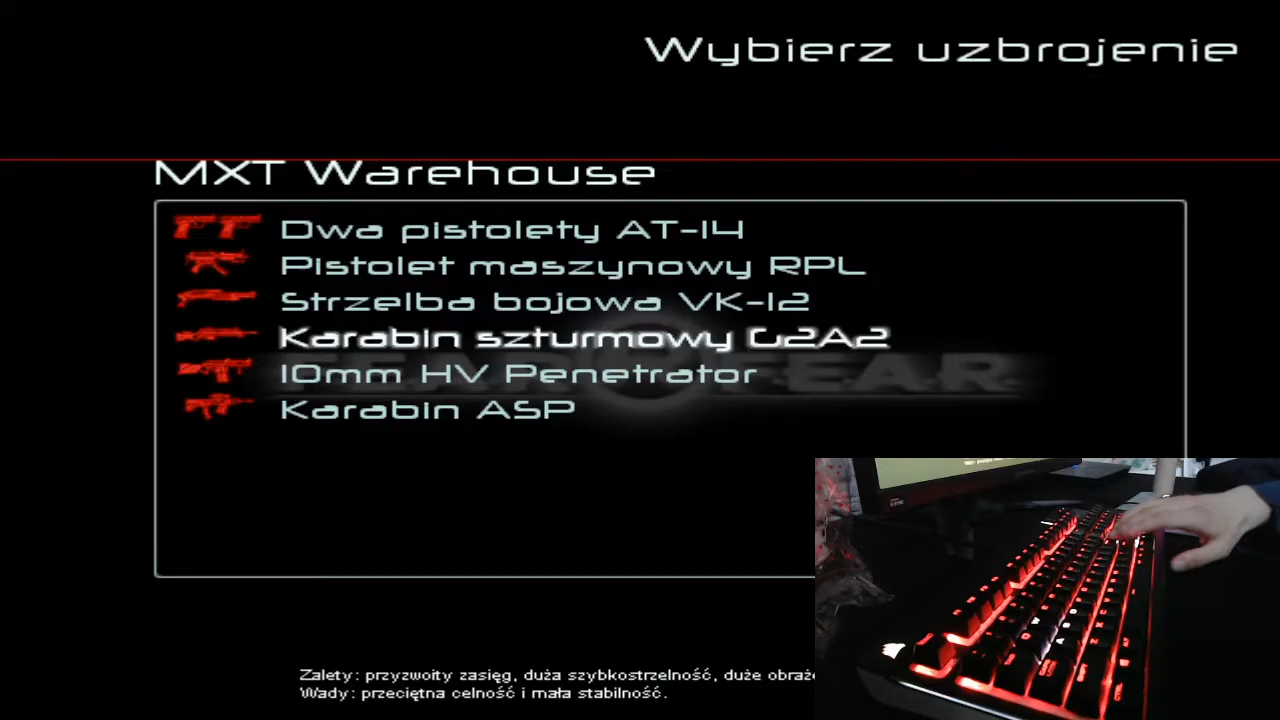 Wybierz uzbrojenie
MXT Warehouse
Dwa pistolety AT-14
Pistolet maszynowy RPL
Strzelba bojowa VK-12
Karabin szturmowy G2A2
10mm HV Penetrator
Karabin ASP
FEAR
Zalety: przyzwoity zasięg, duża szybkostrzelność, duże
Wady: przeciętna celność i mała stabilność.